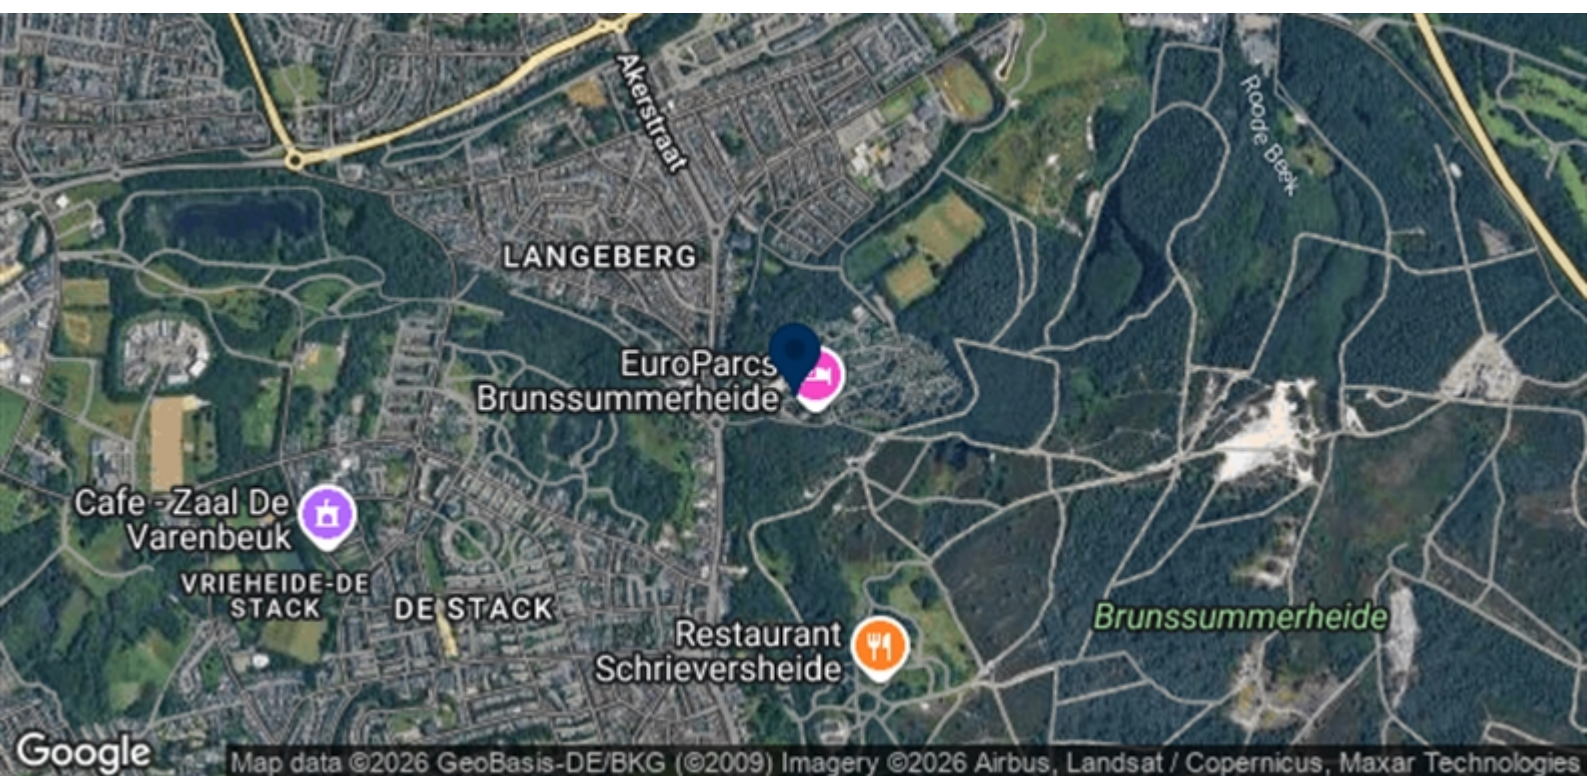 Akerstraat
Roode Beek
LANGEBERG
EuroParcs
Brunssummerheide
Cafe - Zaal De
Varenbeuk
VRIEHEIDE-DE
STACK
DE STACK
Brunssummerheide
Restaurant
Schrieversheide
Google
Map data ©2026 GeoBasis-DE/BKG (©2009) Imagery ©2026 Airbus, Landsat / Copernicus, Maxar Technologies